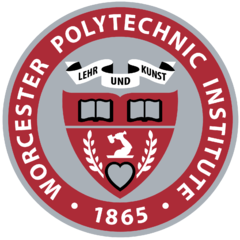 WORCESTER POLYTECHNIC INSTITUTE
LEHR UND KUNST
· 1865 ·